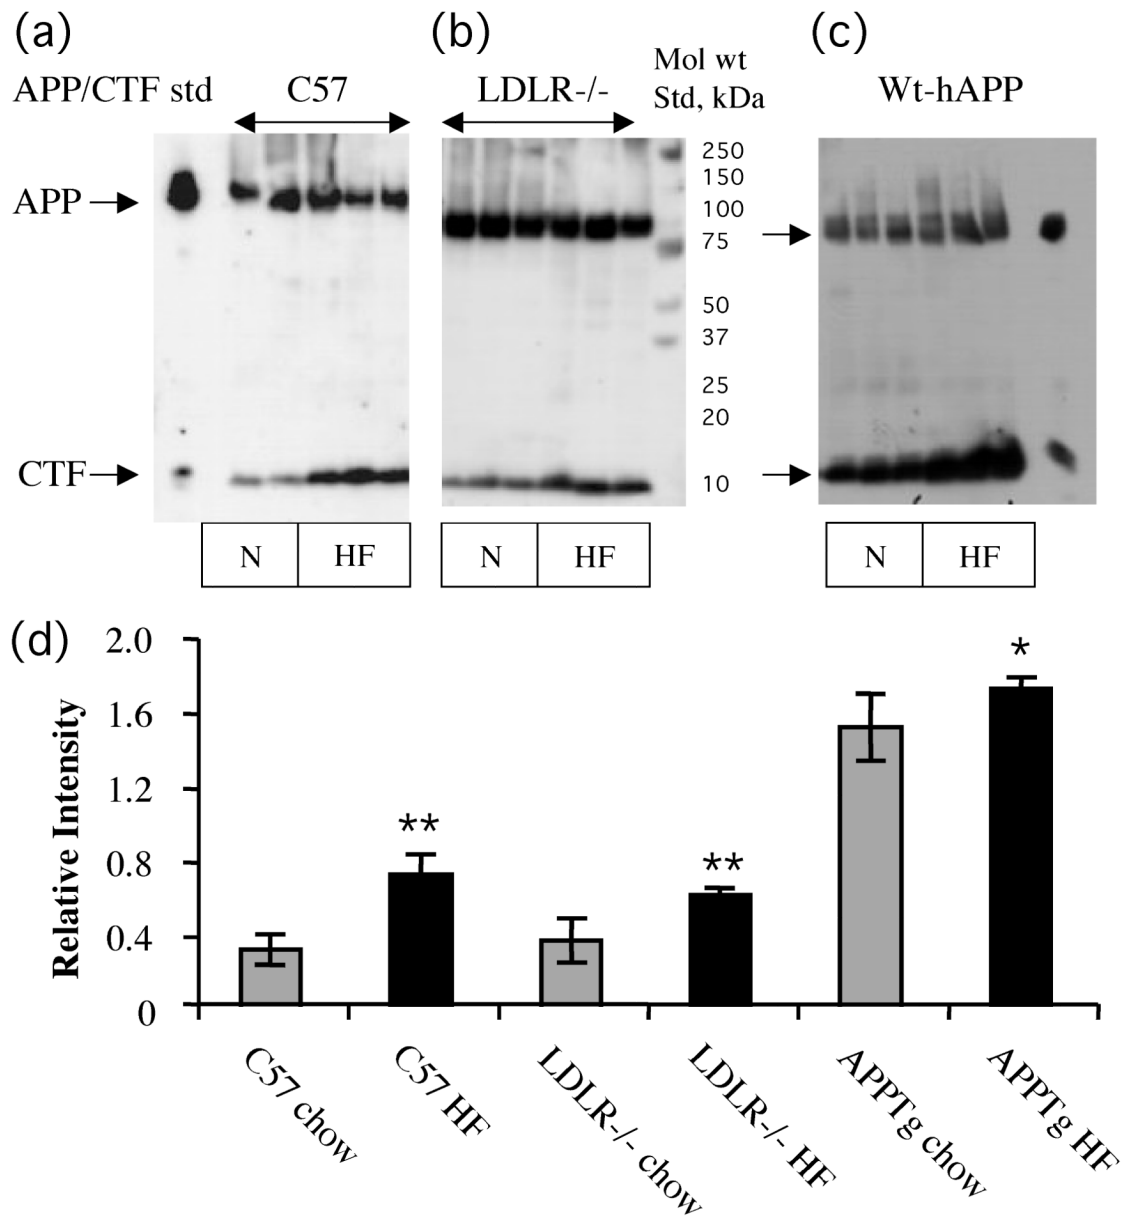 (a)
(b)
(c)
APP/CTF std
C57
LDLR-/-
Mol wt
Std, kDa
Wt-hAPP
APP
CTF
250
150
100
75
50
37
25
20
10
N
HF
N
HF
N
HF
(d)
Relative Intensity
2.0
1.6
1.2
0.8
0.4
0
**
**
*
C57 chow
C57 HF
LDLR-/- chow
LDLR-/- HF
APPTg chow
APPTg HF